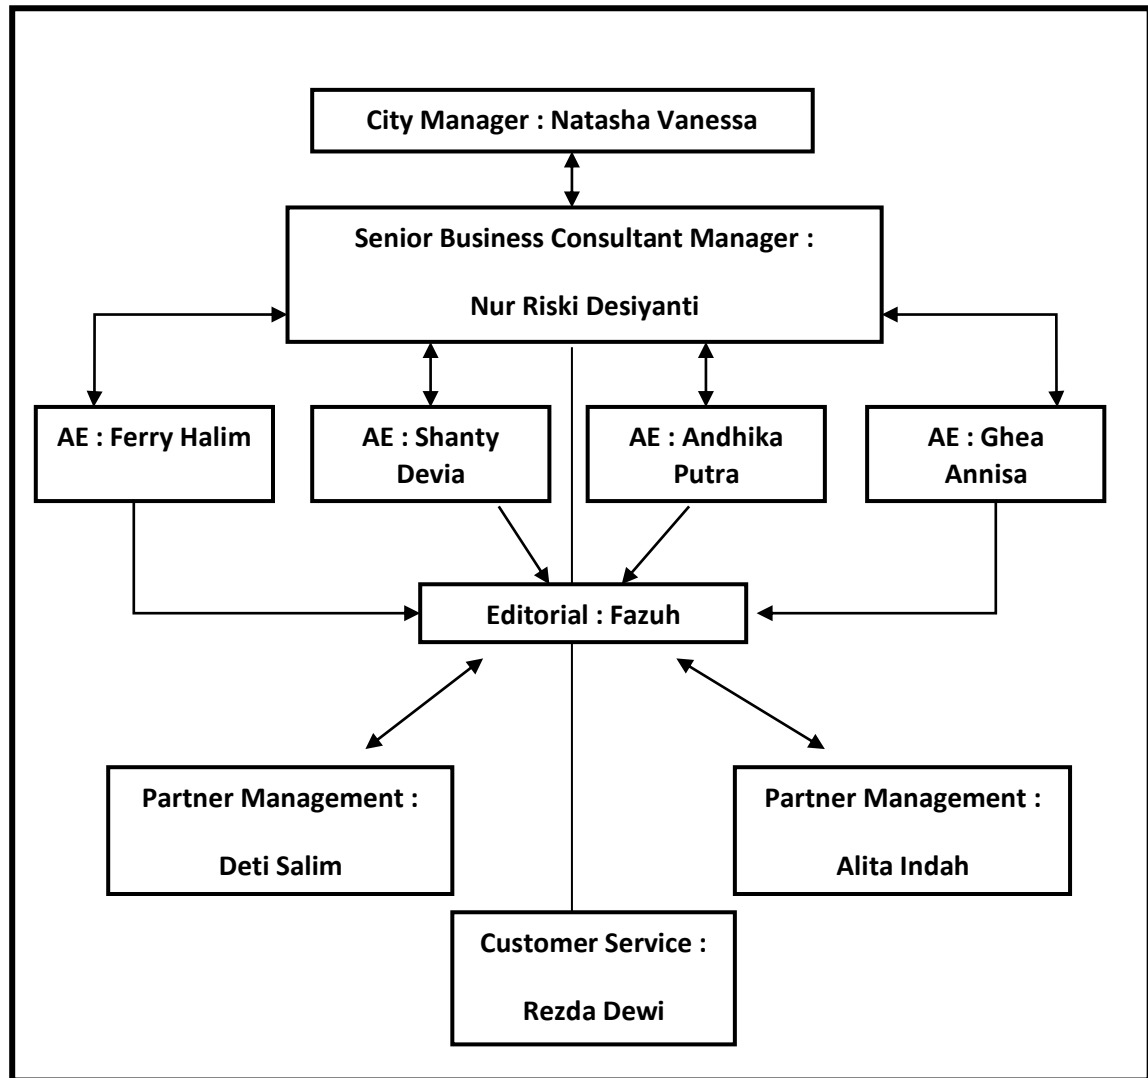 City Manager : Natasha Vanessa
Senior Business Consultant Manager :
Nur Riski Desiyanti
AE : Ferry Halim
AE : Shanty
Devia
AE : Andhika
Putra
AE : Ghea
Annisa
Editorial : Fazuh
Partner Management :
Deti Salim
Partner Management :
Alita Indah
Customer Service :
Rezda Dewi